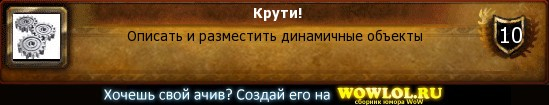 Крути!
Описать и разместить динамичные объекты
10
Хочешь свой ачив? Создай его на WOWLOL.RU
сборник юмора WoW